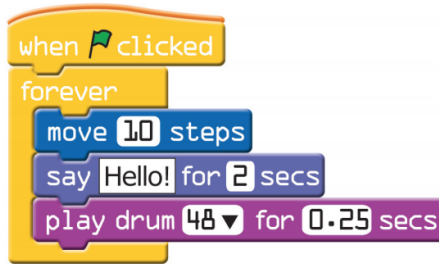 when clicked
forever
move 10 steps
say Hello! for 2 secs
play drum 48 for 0.25 secs